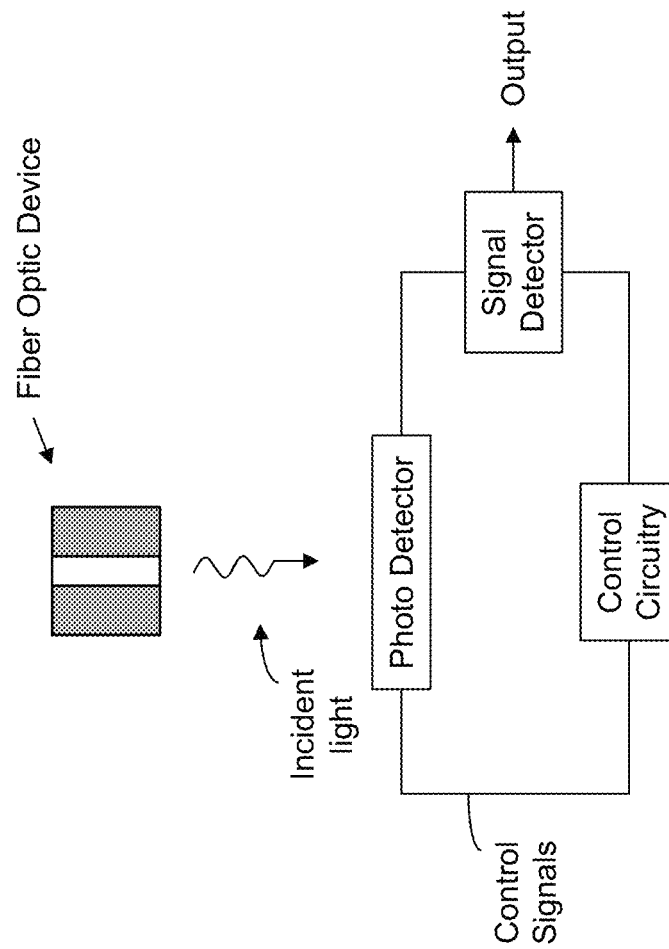 Fiber Optic Device
Incident
light
Photo Detector
Signal
Detector
Output
Control
Circuitry
Control
Signals